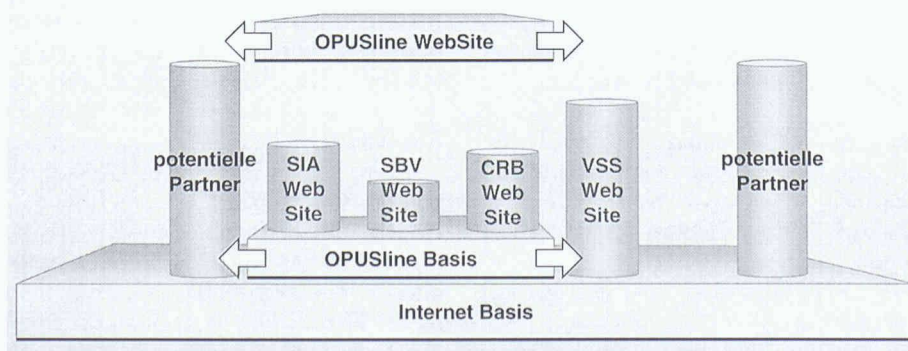 OPUSline WebSite
potentielle
Partner
SIA
Web
Site
SBV
Web
Site
CRB
Web
Site
VSS
Web
Site
potentielle
Partner
OPUSline Basis
Internet Basis